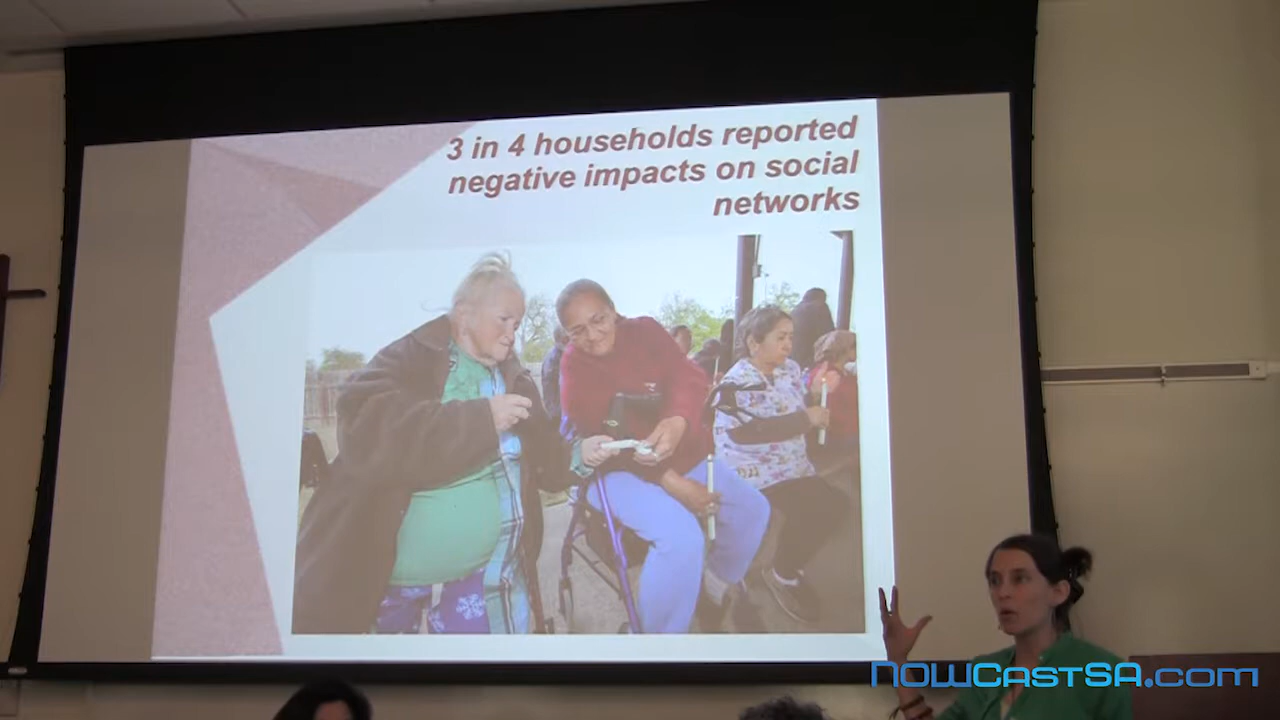 3 in 4 households reported
negative impacts on social
networks
NOWCASTSA.com